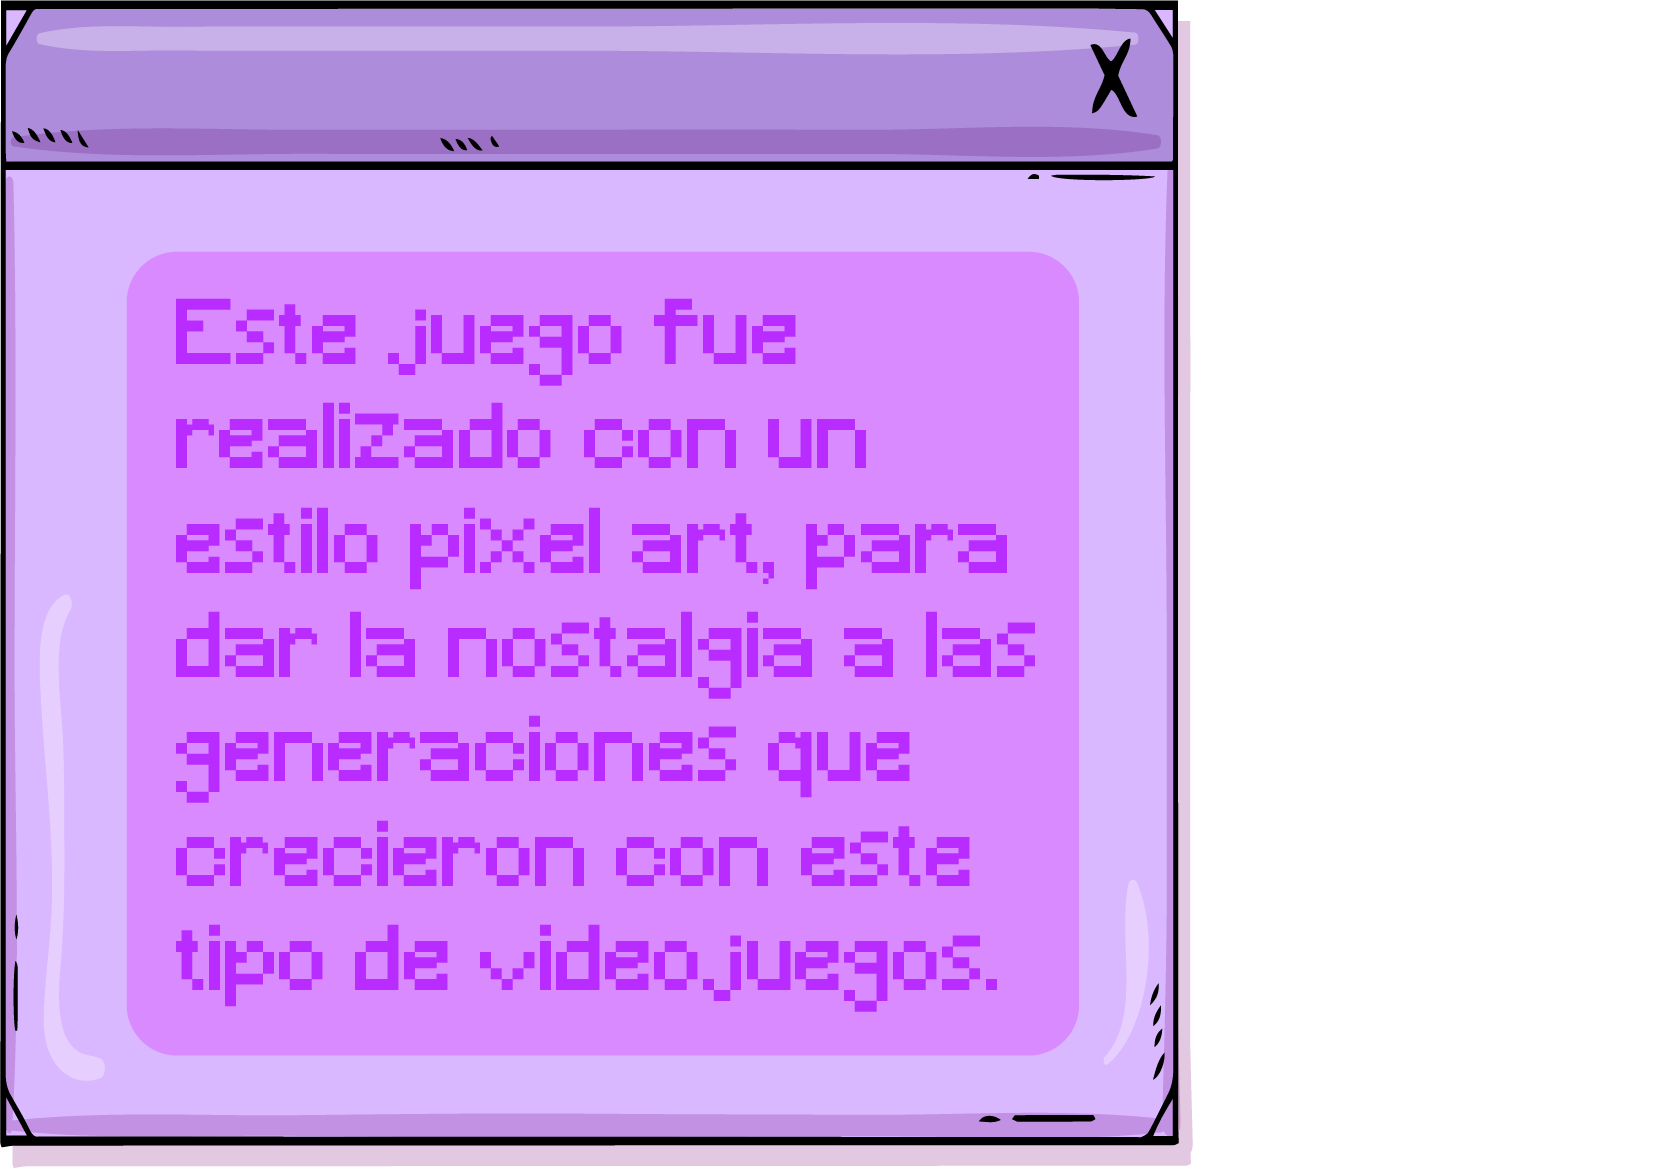 X
Este juego fue
realizado con un
estilo pixel art, para
dar la nostalgia a las
generaciones que
crecieron con este
tipo de videojuegos.